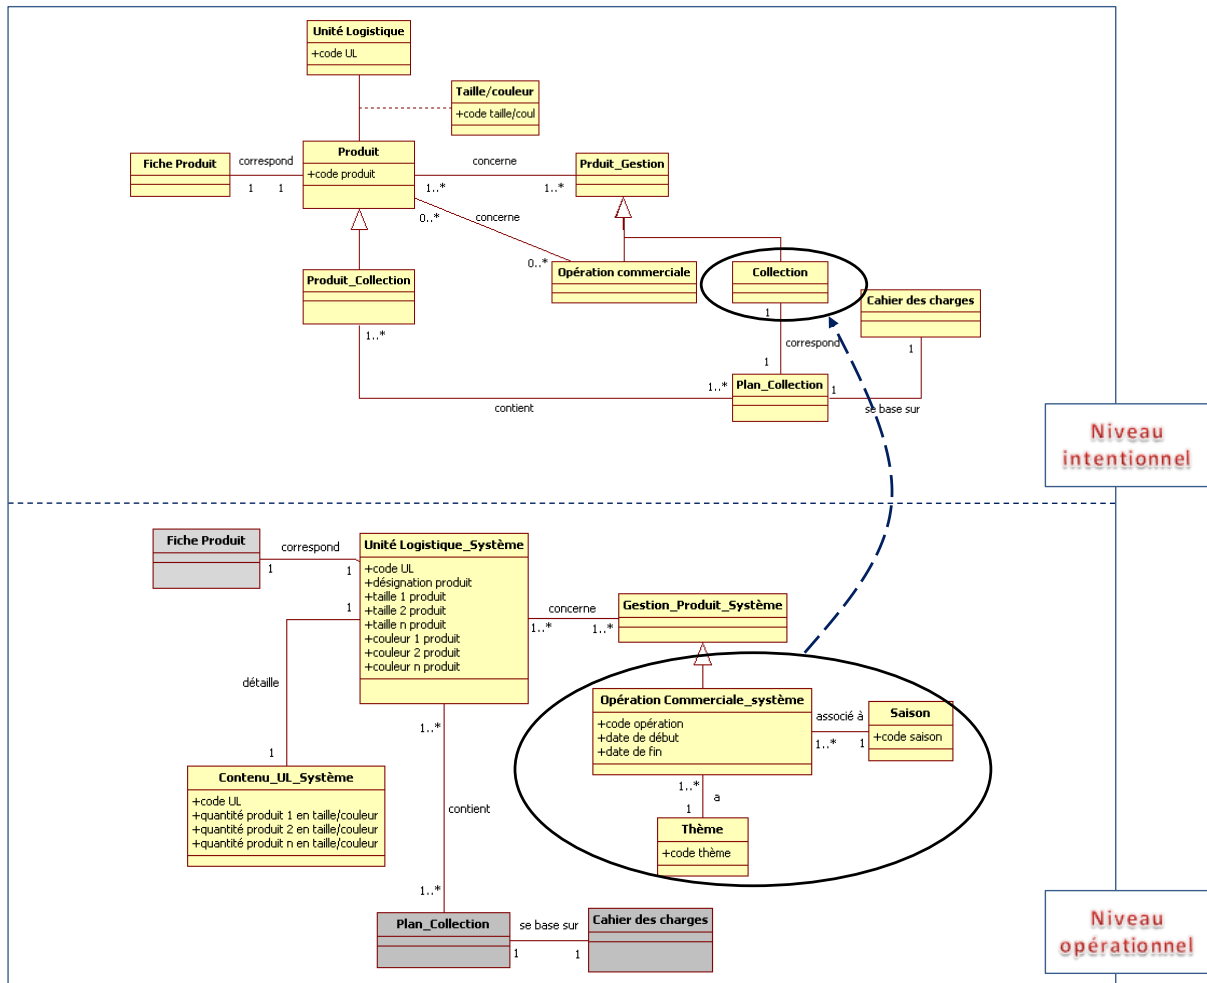 Unité Logistique
+code UL
Taille/couleur
+code taille/coul
Fiche Produit
correspond
1
1
Produit
+code produit
concerne
1..*
1..*
Prduit_Gestion
0..*
concerne
0..*
Produit_Collection
Opération commerciale
Collection
Cahier des charges
1..*
1
correspond
1
1
1..*
Plan_Collection
1
contient
se base sur
Niveau
intentionnel
Fiche Produit
correspond
1
1
Unité Logistique_Système
+code UL
+désignation produit
+taille 1 produit
+taille 2 produit
+taille n produit
+couleur 1 produit
+couleur 2 produit
+couleur n produit
concerne
1..*
1..*
Gestion_Produit_Système
1
détaille
1
Opération Commerciale_système
+code opération
+date de début
+date de fin
associé à
1..*
1
Saison
+code saison
1..*
1..*
a
1
Contenu_UL_Système
+code UL
+quantité produit 1 en taille/couleur
+quantité produit 2 en taille/couleur
+quantité produit n en taille/couleur
contient
Thème
+code thème
1..*
Plan_Collection
se base sur
1
1
Cahier des charges
Niveau
opérationnel